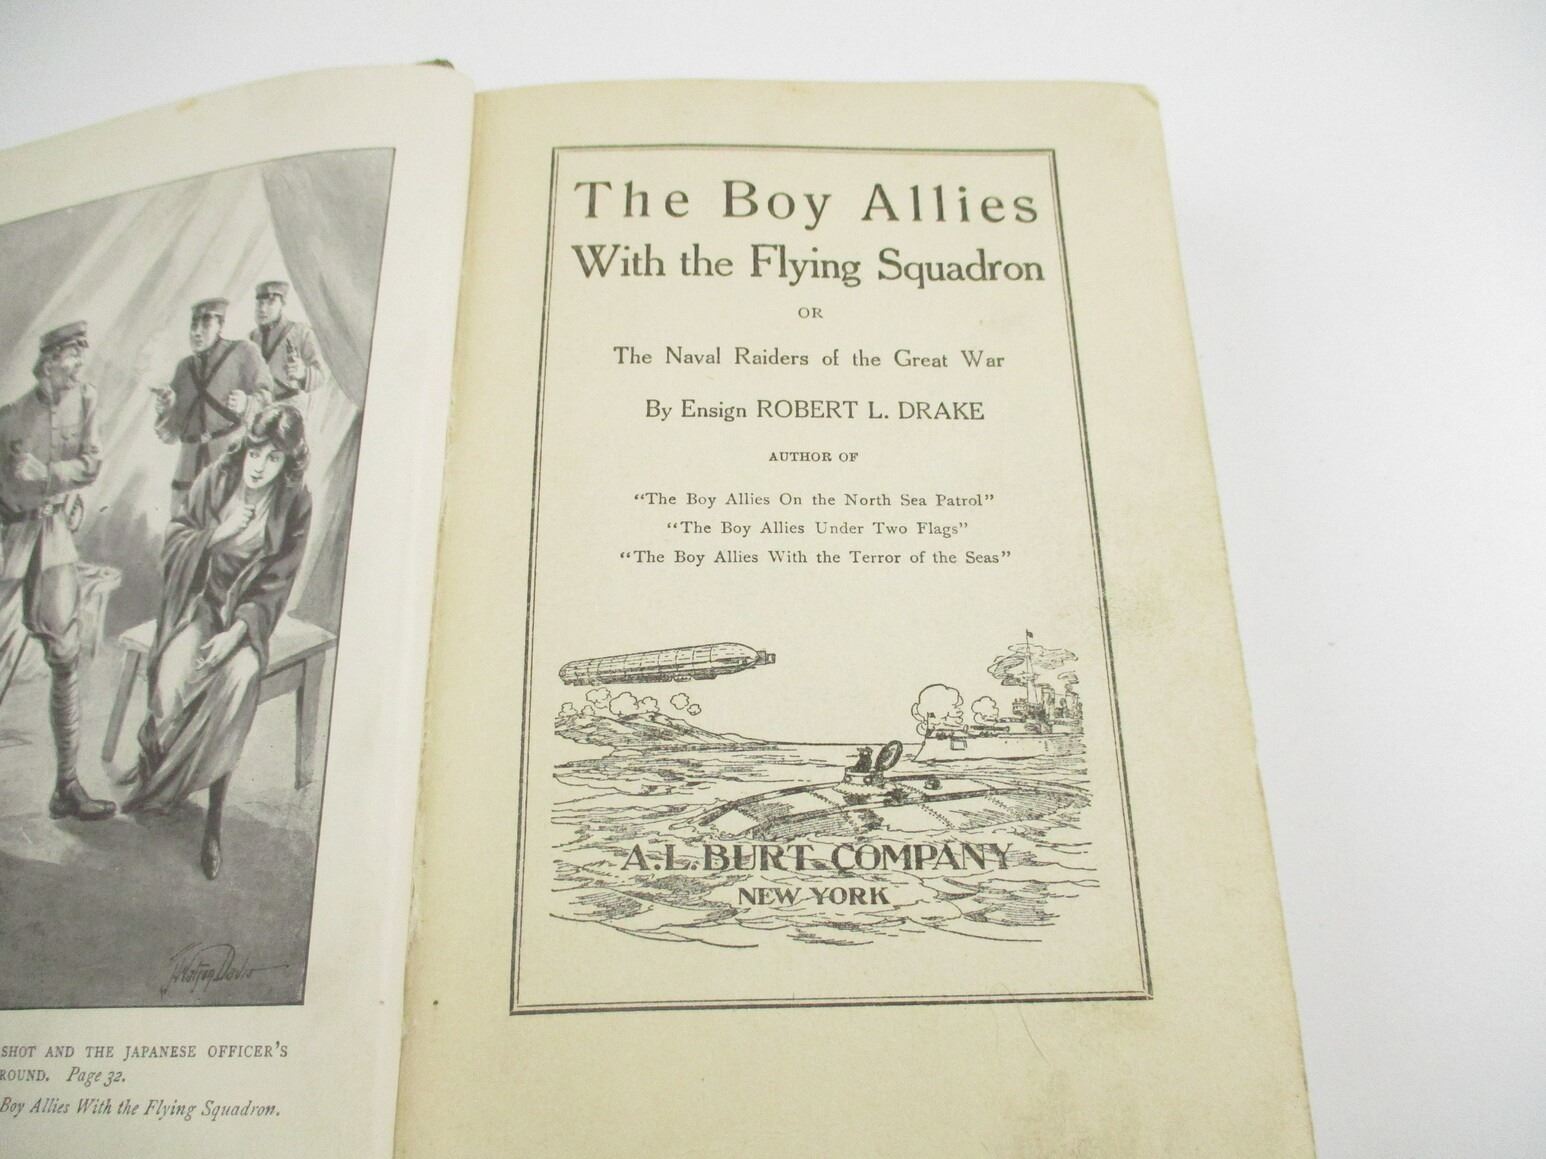 SHOT AND THE JAPANESE OFFICER'S
ROUND. Page 32.
Boy Allies With the Flying Squadron.
The Boy Allies
With the Flying Squadron
OR
The Naval Raiders of the Great War
By Ensign ROBERT L. DRAKE
AUTHOR OF
"The Boy Allies On the North Sea Patrol"
"The Boy Allies Under Two Flags"
"The Boy Allies With the Terror of the Seas"
A. L. BURT COMPANY
NEW YORK